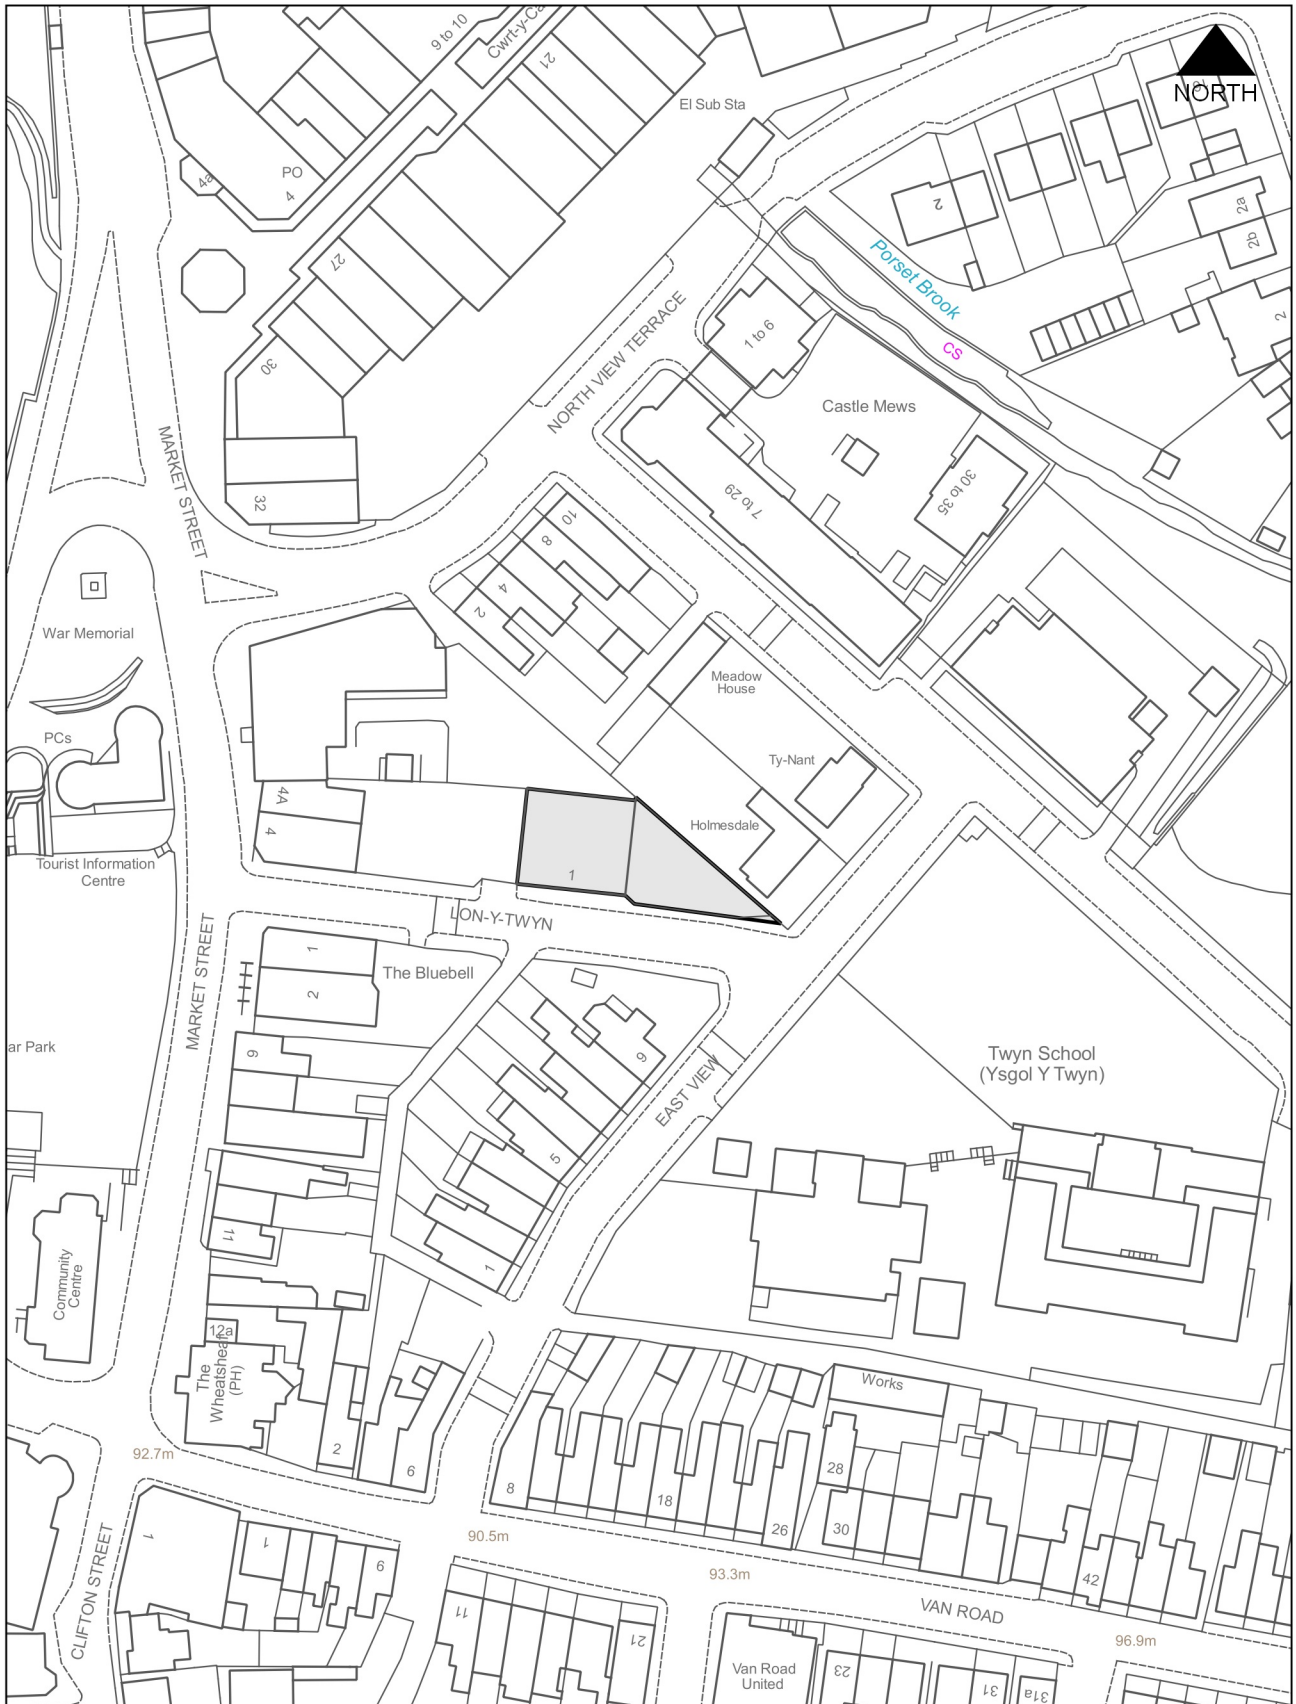 9 to 10
Cwrt-y-Ca
21
El Sub Sta
NORTH
PO
4a
4
27
30
32
2
2a
2b
2
Porset Brook
CS
1 to 6
Castle Mews
NORTH VIEW TERRACE
MARKET STREET
30 to 35
7 to 29
10
8
4
2
War Memorial
Meadow
House
PCs
Ty-Nant
Holmesdale
4A
4
Tourist Information
Centre
1
LON-Y-TWYN
MARKET STREET
1
2
The Bluebell
ar Park
9
9
5
1
EAST VIEW
Twyn School
(Ysgol Y Twyn)
11
Community
Centre
12a
The
Wheatsheaf
(PH)
2
6
Works
92.7m
8
18
26
28
30
42
90.5m
93.3m
96.9m
VAN ROAD
CLIFTON STREET
1
1
9
11
21
Van Road
United
23
31
31a